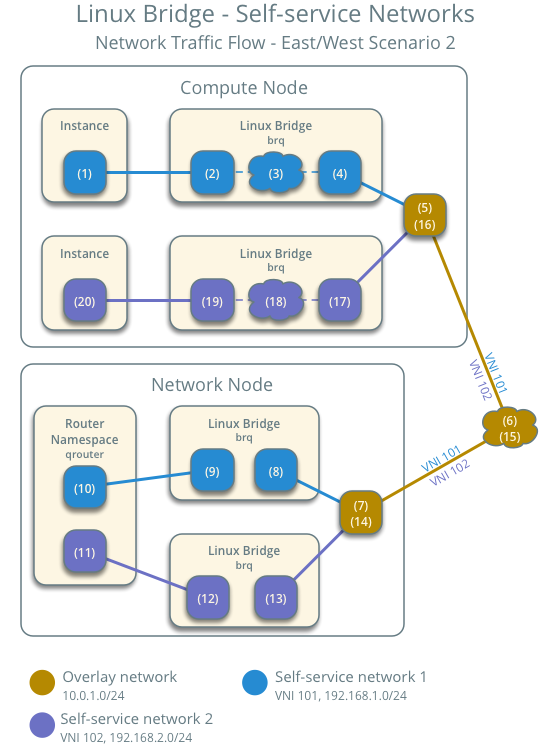 Linux Bridge - Self-service Networks
Network Traffic Flow - East/West Scenario 2
Compute Node
Instance
Linux Bridge
brq
(1)
(2)
(3)
(4)
(5)
(16)
Instance
Linux Bridge
brq
(20)
(19)
(18)
(17)
VNI 101
VNI 102
Network Node
Router
Namespace
qrouter
Linux Bridge
brq
(6)
(15)
VNI 101
VNI 102
(10)
(9)
(8)
(7)
(14)
(11)
Linux Bridge
brq
(12)
(13)
Overlay network
10.0.1.0/24
Self-service network 1
VNI 101, 192.168.1.0/24
Self-service network 2
VNI 102, 192.168.2.0/24